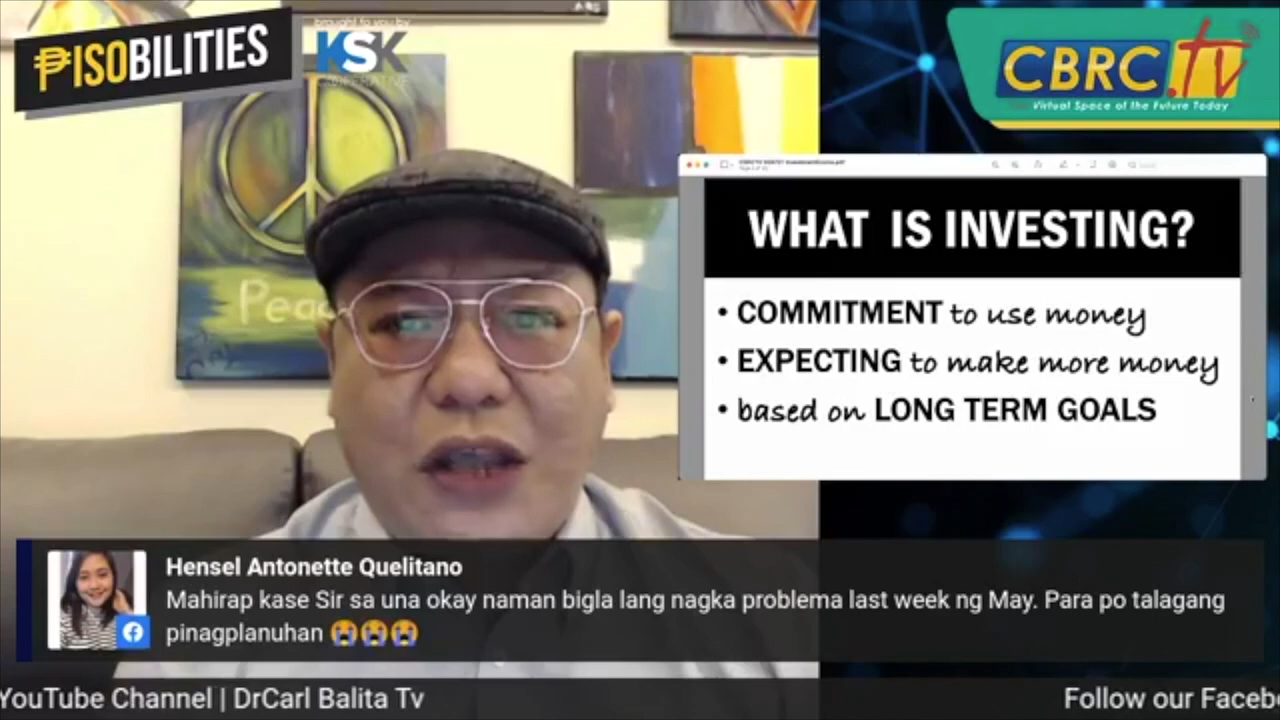 ₱ISOBILITIES
brought to you by
KSK
COOPERATIVE
CBRC.tv
Virtual Space of the Future Today
Peace
WHAT IS INVESTING?
• COMMITMENT to use money
• EXPECTING to make more money
• based on LONG TERM GOALS
Hensel Antonette Quelitano
Mahirap kase Sir sa una okay naman bigla lang nagka problema last week ng May. Para po talagang
pinagplanuhan 😭😭😭
YouTube Channel | DrCarl Balita Tv
Follow our Facebo